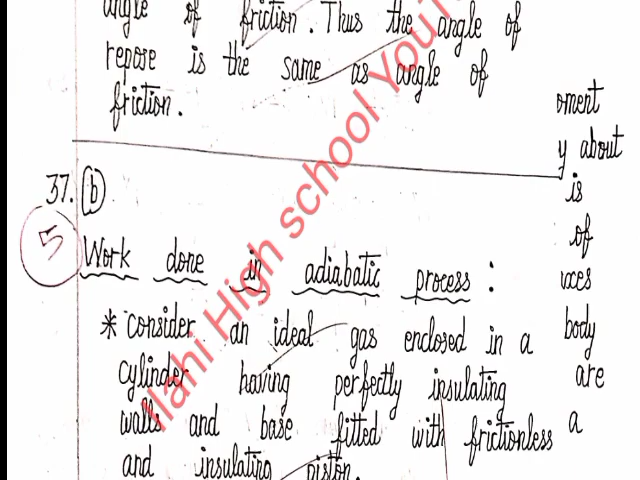 angle of friction. Thus the angle of
repose is the same as angle of
friction.
37. (b)
5
Work done in adiabatic process :
* consider an ideal gas enclosed in a
cylinder having perfectly insulating
walls and base fitted with frictionless
and insulating piston.
oment
y about
is
of
body
are
a
Ilahi High school YouT